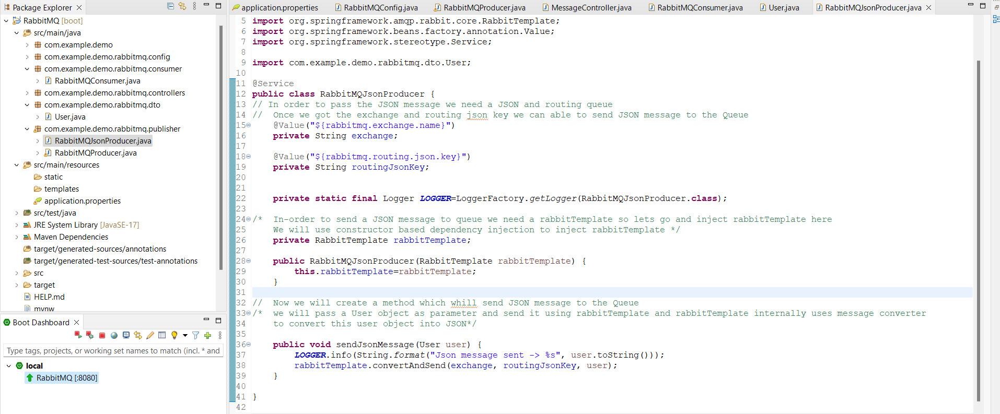 Package Explorer
RabbitMQ [boot]
src/main/java
com.example.demo
com.example.demo.rabbitmq.config
com.example.demo.rabbitmq.consumer
RabbitMQConsumer.java
com.example.demo.rabbitmq.controllers
com.example.demo.rabbitmq.dto
User.java
com.example.demo.rabbitmq.publisher
RabbitMQJsonProducer.java
RabbitMQProducer.java
src/main/resources
static
templates
application.properties
src/test/java
JRE System Library [JavaSE-17]
Maven Dependencies
target/generated-sources/annotations
target/generated-test-sources/test-annotations
src
target
HELP.md
mvnw
Boot Dashboard
Type tags, projects, or working set names to match (incl. * and
local
RabbitMQ [:8080]
application.properties RabbitMQConfig.java RabbitMQProducer.java MessageController.java RabbitMQConsumer.java User.java RabbitMQJsonProducer.java
5 import org.springframework.amqp.rabbit.core.RabbitTemplate;
6 import org.springframework.beans.factory.annotation.Value;
7 import org.springframework.stereotype.Service;
8
9 import com.example.demo.rabbitmq.dto.User;
10
11 @Service
12 public class RabbitMQJsonProducer {
13 // In order to pass the JSON message we need a JSON and routing queue
14 //  Once we got the exchange and routing json key we can able to send JSON message to the Queue
15     @Value("${rabbitmq.exchange.name}")
16     private String exchange;
17
18     @Value("${rabbitmq.routing.json.key}")
19     private String routingJsonKey;
20
21
22     private static final Logger LOGGER=LoggerFactory.getLogger(RabbitMQJsonProducer.class);
23
24 /*  In-order to send a JSON message to queue we need a rabbitTemplate so lets go and inject rabbitTemplate here
25     We will use constructor based dependency injection to inject rabbitTemplate */
26     private RabbitTemplate rabbitTemplate;
27
28     public RabbitMQJsonProducer(RabbitTemplate rabbitTemplate) {
29         this.rabbitTemplate=rabbitTemplate;
30     }
31
32 //  Now we will create a method which whill send JSON message to the Queue
33 /*  we will pass a User object as parameter and send it using rabbitTemplate and rabbitTemplate internally uses message converter
34     to convert this user object into JSON*/
35
36     public void sendJsonMessage(User user) {
37         LOGGER.info(String.format("Json message sent -> %s", user.toString()));
38         rabbitTemplate.convertAndSend(exchange, routingJsonKey, user);
39     }
40
41 }
42